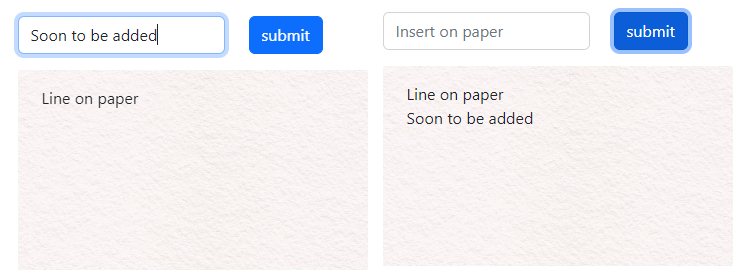 Soon to be added submit
Line on paper
Insert on paper submit
Line on paper
Soon to be added